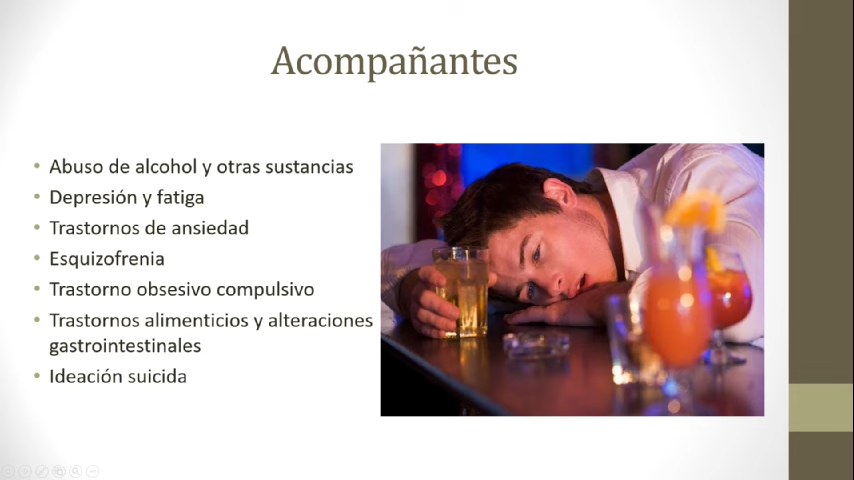 Acompañantes
• Abuso de alcohol y otras sustancias
• Depresión y fatiga
• Trastornos de ansiedad
• Esquizofrenia
• Trastorno obsesivo compulsivo
• Trastornos alimenticios y alteraciones
gastrointestinales
• Ideación suicida